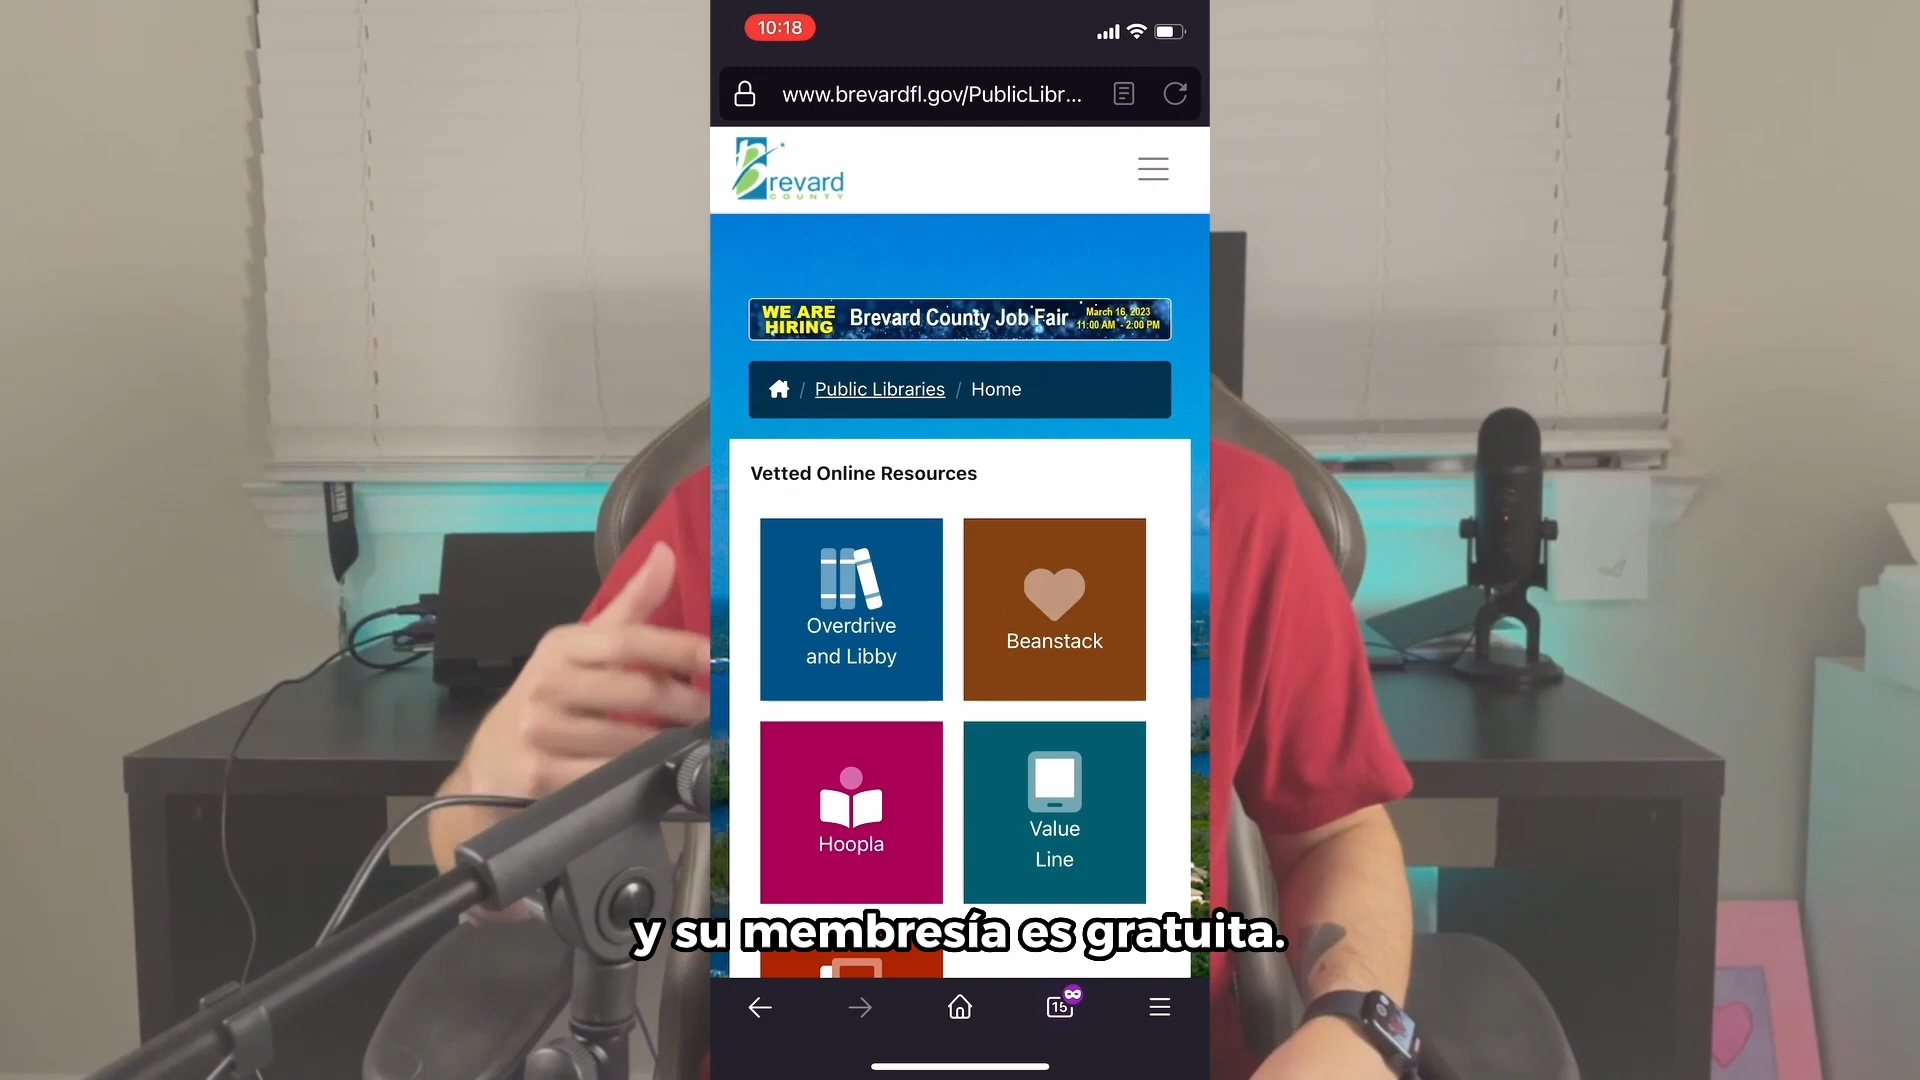 10:18
www.brevardfl.gov/PublicLibr...
Brevard
COUNTY
WE ARE
HIRING
Brevard County Job Fair
March 16, 2023
11:00 AM - 2:00 PM
Public Libraries / Home
Vetted Online Resources
Overdrive
and Libby
Beanstack
Hoopla
Value
Line
y su membresía es gratuita.
15